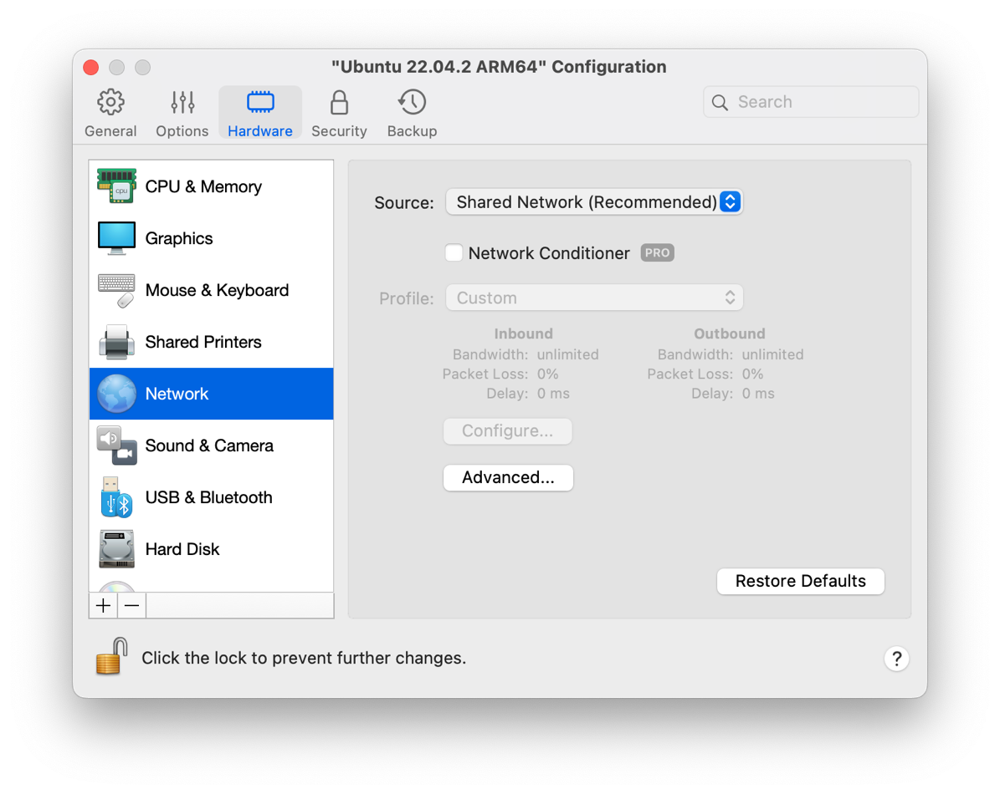 "Ubuntu 22.04.2 ARM64" Configuration
General Options Hardware Security Backup
Search
cpu
CPU & Memory
Graphics
Mouse & Keyboard
Shared Printers
Network
Sound & Camera
USB & Bluetooth
Hard Disk
Source: Shared Network (Recommended)
Network Conditioner PRO
Profile: Custom
Inbound Outbound
Bandwidth: unlimited Bandwidth: unlimited
Packet Loss: 0% Packet Loss: 0%
Delay: 0 ms Delay: 0 ms
Configure...
Advanced...
Restore Defaults
Click the lock to prevent further changes.
?